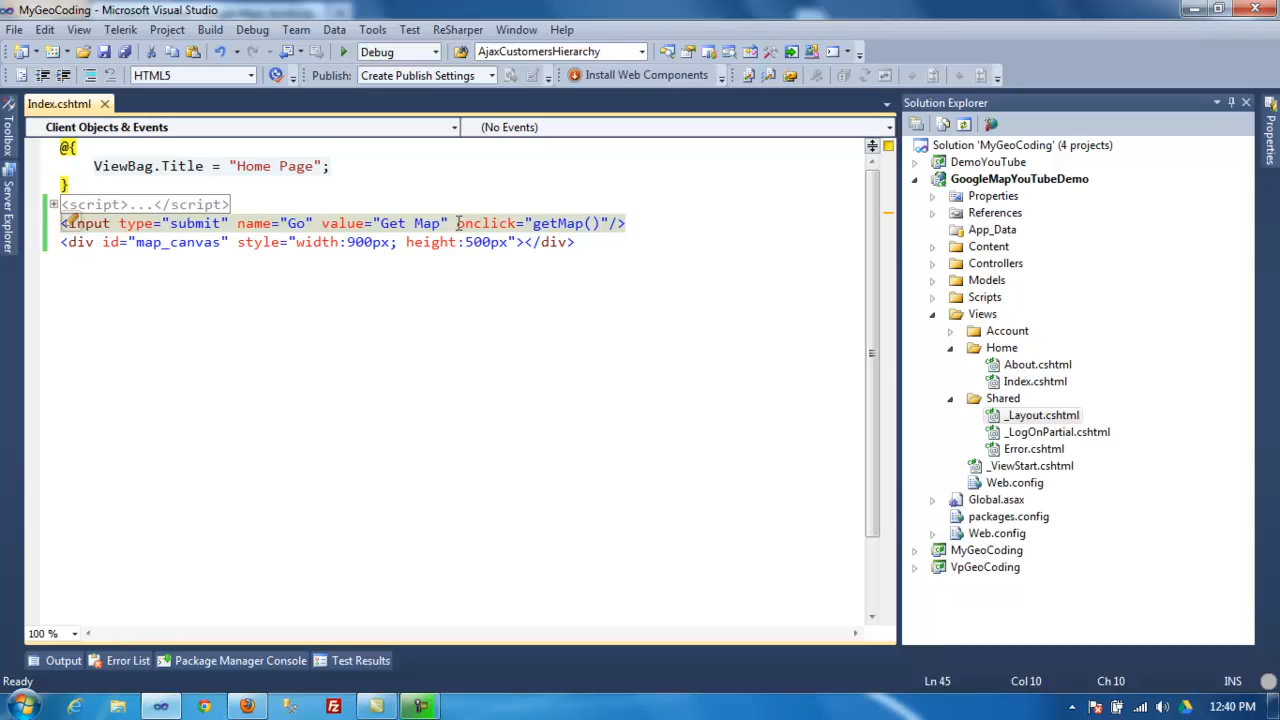 MyGeoCoding - Microsoft Visual Studio
File Edit View Telerik Project Build Debug Team Data Tools Test ReSharper Window Help
Debug AjaxCustomersHierarchy
HTML5 Publish: Create Publish Settings Install Web Components
Index.cshtml
Client Objects & Events (No Events)
@{
ViewBag.Title = "Home Page";
}
<script>...</script>
<input type="submit" name="Go" value="Get Map" onclick="getMap()"/>
<div id="map_canvas" style="width:900px; height:500px"></div>
100 %
Toolbox
Server Explorer
Solution Explorer
Solution 'MyGeoCoding' (4 projects)
DemoYouTube
GoogleMapYouTubeDemo
Properties
References
App_Data
Content
Controllers
Models
Scripts
Views
Account
Home
About.cshtml
Index.cshtml
Shared
_Layout.cshtml
_LogOnPartial.cshtml
Error.cshtml
_ViewStart.cshtml
Web.config
Global.asax
packages.config
Web.config
MyGeoCoding
VpGeoCoding
Properties
Output Error List Package Manager Console Test Results
Ready Ln 45 Col 10 Ch 10 INS
12:40 PM